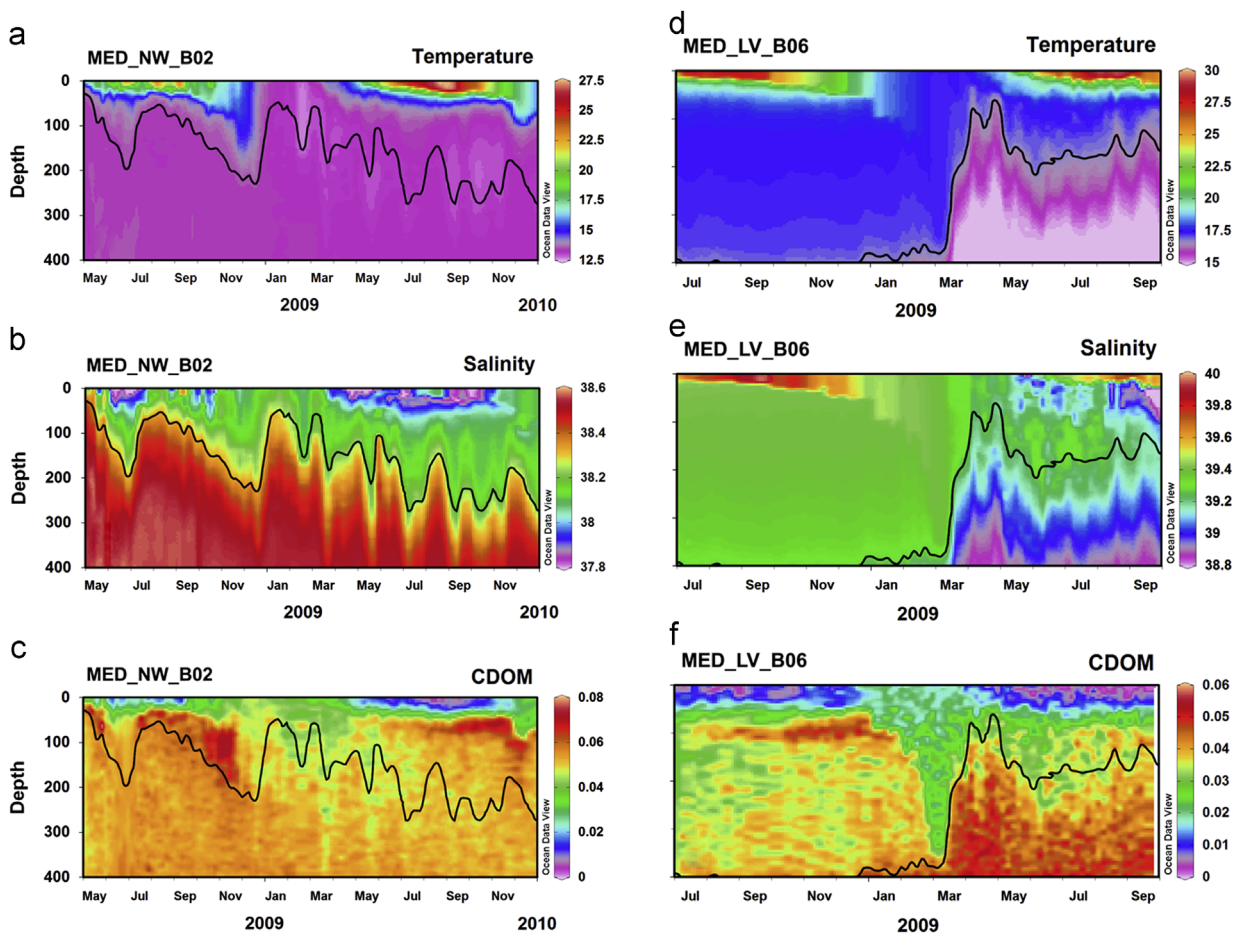 a
MED_NW_B02 Temperature
0
100
200
300
400
Depth
May Jul Sep Nov Jan Mar May Jul Sep Nov
2009 2010
Ocean Data View
27.5
25
22.5
20
17.5
15
12.5
b
MED_NW_B02 Salinity
0
100
200
300
400
Depth
May Jul Sep Nov Jan Mar May Jul Sep Nov
2009 2010
Ocean Data View
38.6
38.4
38.2
38
37.8
c
MED_NW_B02 CDOM
0
100
200
300
400
Depth
May Jul Sep Nov Jan Mar May Jul Sep Nov
2009 2010
Ocean Data View
0.08
0.06
0.04
0.02
0
d
MED_LV_B06 Temperature
Jul Sep Nov Jan Mar May Jul Sep
2009
Ocean Data View
30
27.5
25
22.5
20
17.5
15
e
MED_LV_B06 Salinity
Jul Sep Nov Jan Mar May Jul Sep
2009
Ocean Data View
40
39.8
39.6
39.4
39.2
39
38.8
f
MED_LV_B06 CDOM
Jul Sep Nov Jan Mar May Jul Sep
2009
Ocean Data View
0.06
0.05
0.04
0.03
0.02
0.01
0